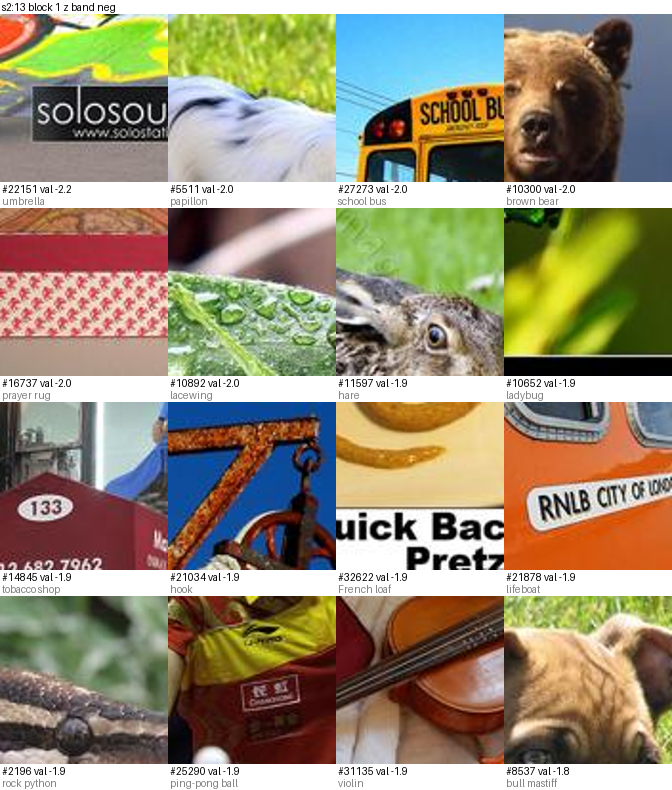 s2:13 block 1 z band neg
solosou
www.solostati
SCHOOL BU
#22151 val -2.2
umbrella
#5511 val -2.0
papillon
#27273 val -2.0
school bus
#10300 val -2.0
brown bear
#16737 val -2.0
prayer rug
#10892 val -2.0
lacewing
#11597 val -1.9
hare
#10652 val -1.9
ladybug
133
uick Bac
Pretz
RNLB CITY OF LOND
#14845 val -1.9
tobacco shop
#21034 val -1.9
hook
#32622 val -1.9
French loaf
#21878 val -1.9
lifeboat
长虹
CHANGHONG
#2196 val -1.9
rock python
#25290 val -1.9
ping-pong ball
#31135 val -1.9
violin
#8537 val -1.8
bull mastiff